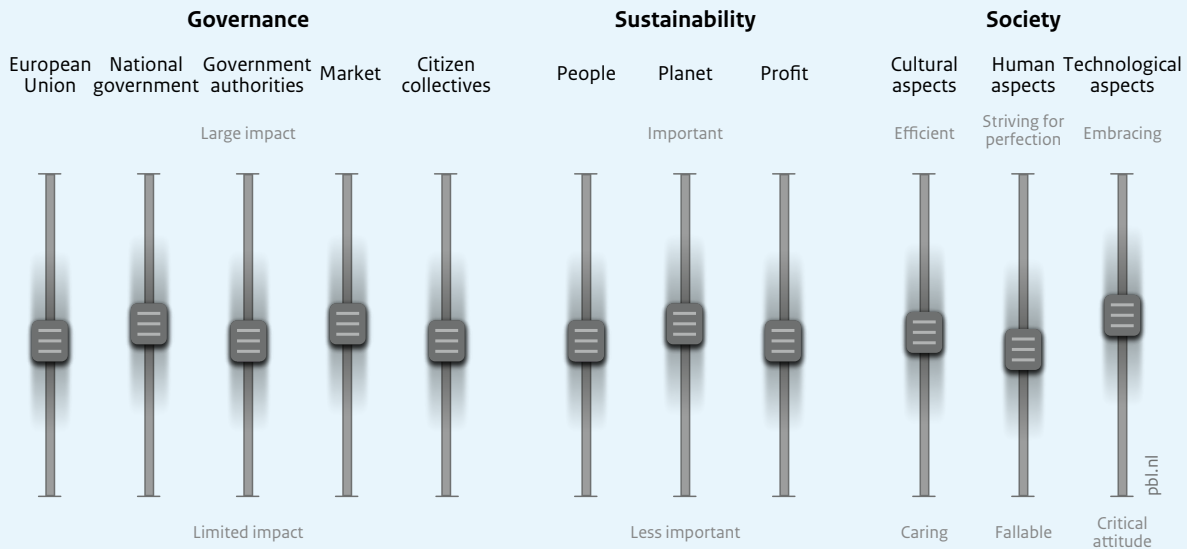 Governance
Sustainability
Society
European
Union
National
government
Government
authorities
Market
Citizen
collectives
People
Planet
Profit
Cultural
aspects
Human
aspects
Technological
aspects
Large impact
Important
Efficient
Striving for
perfection
Embracing
pbl.nl
Limited impact
Less important
Caring
Fallable
Critical
attitude